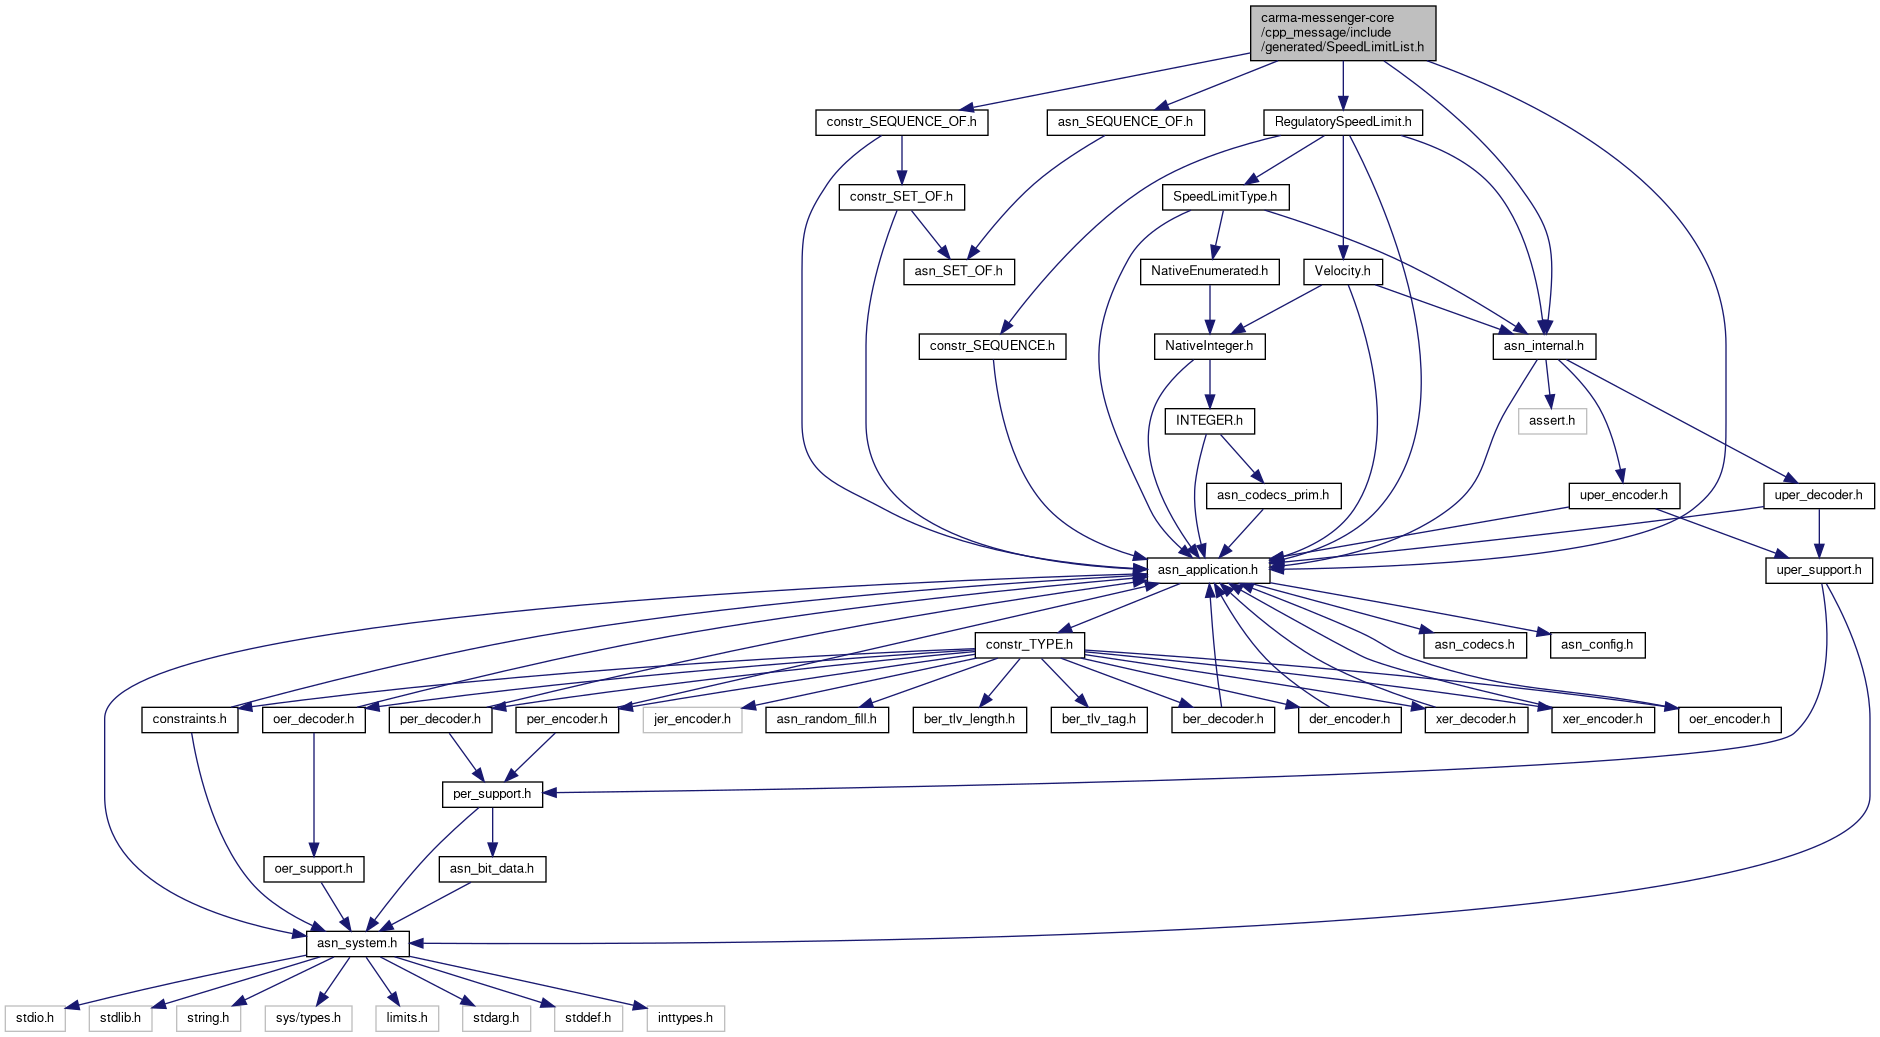 carma-messenger-core
/cpp_message/include
/generated/SpeedLimitList.h
constr_SEQUENCE_OF.h
asn_SEQUENCE_OF.h
RegulatorySpeedLimit.h
constr_SET_OF.h
SpeedLimitType.h
asn_SET_OF.h
NativeEnumerated.h
Velocity.h
constr_SEQUENCE.h
NativeInteger.h
asn_internal.h
INTEGER.h
assert.h
asn_codecs_prim.h
uper_encoder.h
uper_decoder.h
asn_application.h
uper_support.h
constr_TYPE.h
asn_codecs.h
asn_config.h
constraints.h
oer_decoder.h
per_decoder.h
per_encoder.h
jer_encoder.h
asn_random_fill.h
ber_tlv_length.h
ber_tlv_tag.h
ber_decoder.h
der_encoder.h
xer_decoder.h
xer_encoder.h
oer_encoder.h
per_support.h
oer_support.h
asn_bit_data.h
asn_system.h
stdio.h
stdlib.h
string.h
sys/types.h
limits.h
stdarg.h
stddef.h
inttypes.h